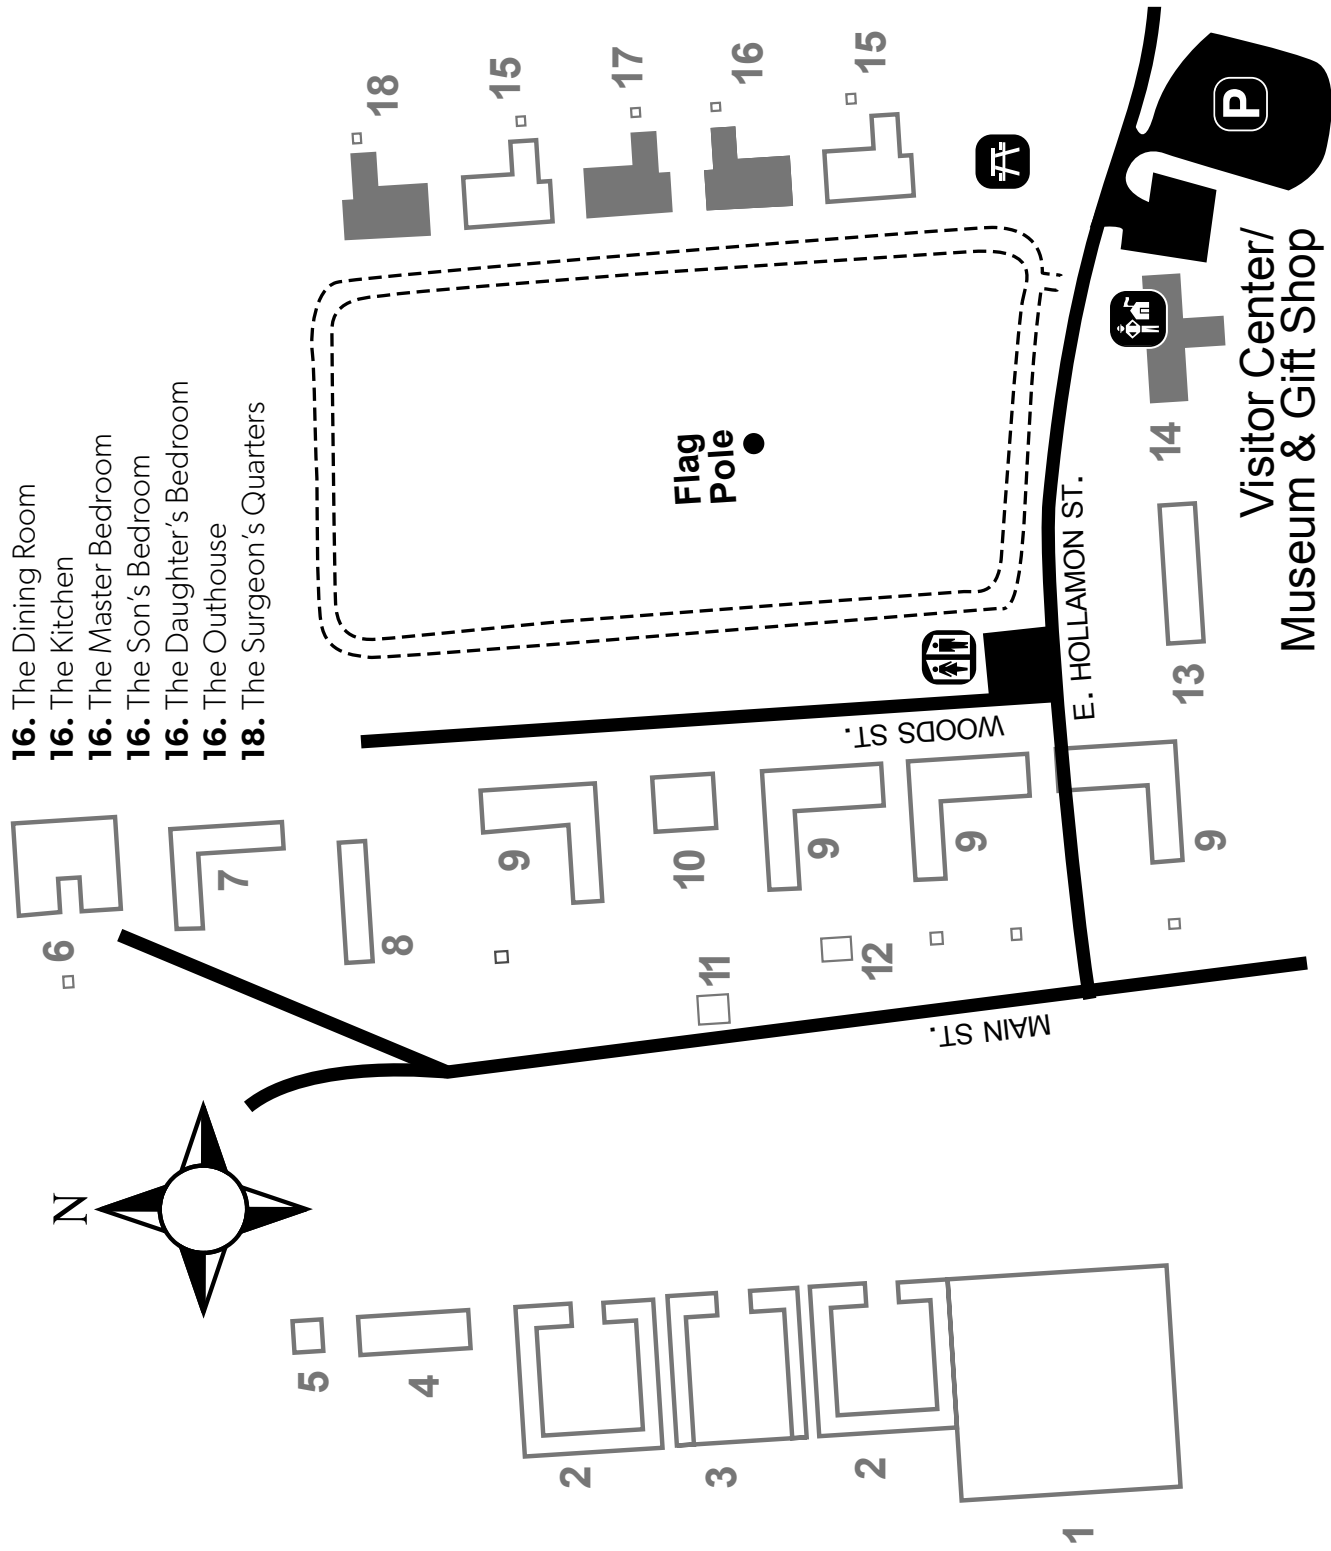 16. The Dining Room
16. The Kitchen
16. The Master Bedroom
16. The Son's Bedroom
16. The Daughter's Bedroom
16. The Outhouse
18. The Surgeon's Quarters
18
15
17
16
15
P
Flag
Pole
Visitor Center/
Museum & Gift Shop
14
13
E. HOLLAMON ST.
WOODS ST.
MAIN ST.
6
7
8
9
10
9
9
9
11
12
N
5
4
2
3
2
1